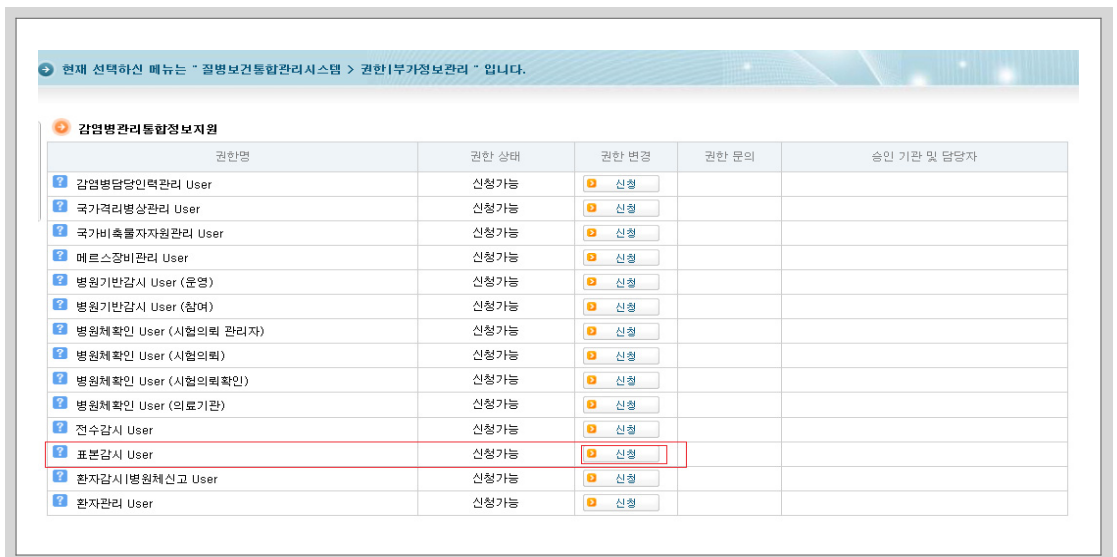 현재 선택하신 메뉴는 " 질병보건통합관리시스템 > 권한|부가정보관리 " 입니다.
감염병관리통합정보지원
권한명 권한 상태 권한 변경 권한 문의 승인 기관 및 담당자
감염병담당인력관리 User 신청가능 신청
국가격리병상관리 User 신청가능 신청
국가비축물자자원관리 User 신청가능 신청
메르스장비관리 User 신청가능 신청
병원기반감시 User (운영) 신청가능 신청
병원기반감시 User (참여) 신청가능 신청
병원체확인 User (시험의뢰 관리자) 신청가능 신청
병원체확인 User (시험의뢰) 신청가능 신청
병원체확인 User (시험의뢰확인) 신청가능 신청
병원체확인 User (의료기관) 신청가능 신청
전수감시 User 신청가능 신청
표본감시 User 신청가능 신청
환자감시|병원체신고 User 신청가능 신청
환자관리 User 신청가능 신청